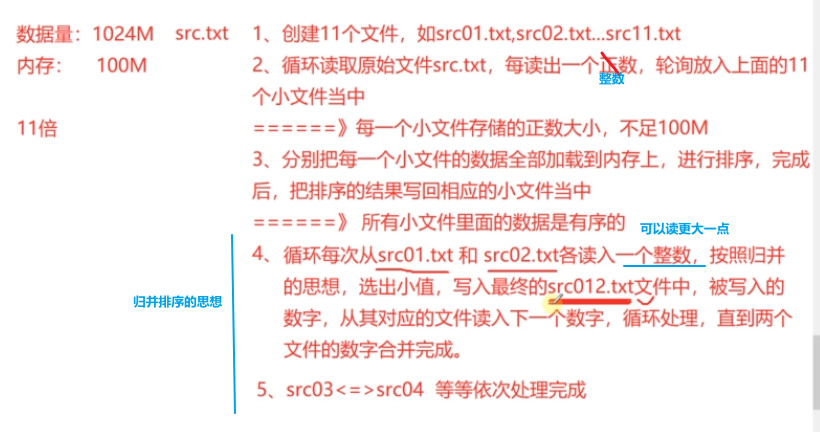 数据量：1024M src.txt
内存： 100M
11倍
1、创建11个文件，如src01.txt,src02.txt...src11.txt
2、循环读取原始文件src.txt，每读出一个正数，轮询放入上面的11
整数
个小文件当中
======》每一个小文件存储的正数大小，不足100M
3、分别把每一个小文件的数据全部加载到内存上，进行排序，完成
后，把排序的结果写回相应的小文件当中
======》 所有小文件里面的数据是有序的
可以读更大一点
4、循环每次从src01.txt 和 src02.txt各读入一个整数，按照归并
的思想，选出小值，写入最终的src012.txt文件中，被写入的
归并排序的思想
数字，从其对应的文件读入下一个数字，循环处理，直到两个
文件的数字合并完成。
5、src03<=>src04 等等依次处理完成